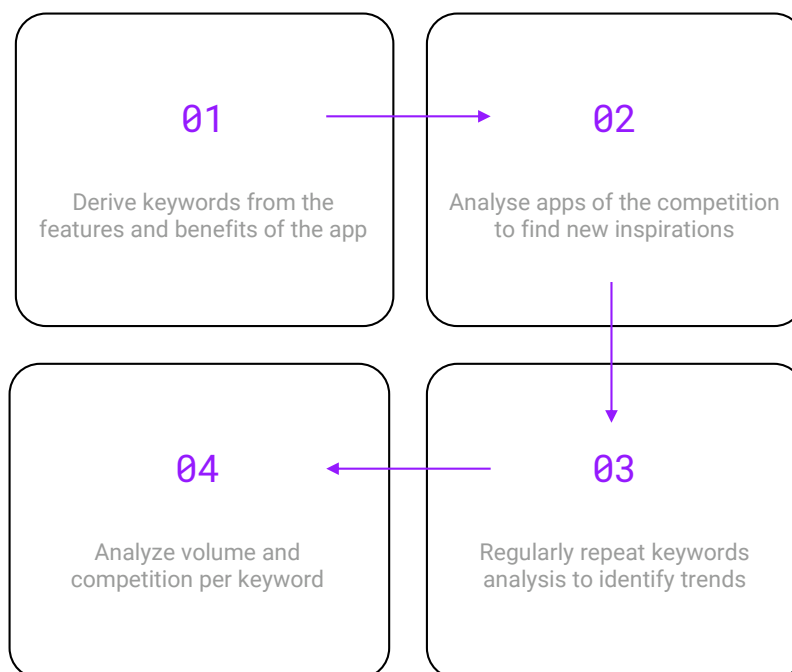 01
Derive keywords from the
features and benefits of the app
02
Analyse apps of the competition
to find new inspirations
03
Regularly repeat keywords
analysis to identify trends
04
Analyze volume and
competition per keyword